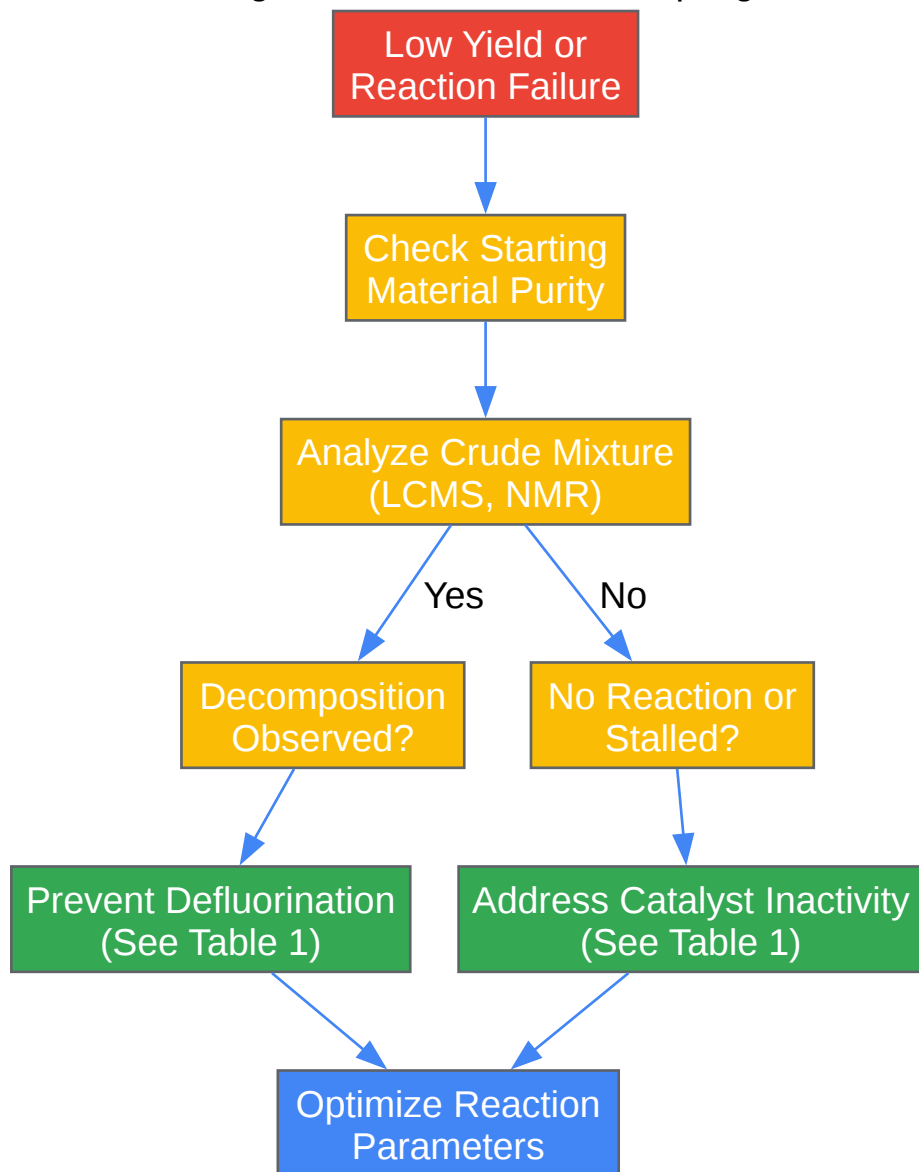 Low Yield or
Reaction Failure
Check Starting
Material Purity
Analyze Crude Mixture
(LCMS, NMR)
Yes
No
Decomposition
Observed?
No Reaction or
Stalled?
Prevent Defluorination
(See Table 1)
Address Catalyst Inactivity
(See Table 1)
Optimize Reaction
Parameters